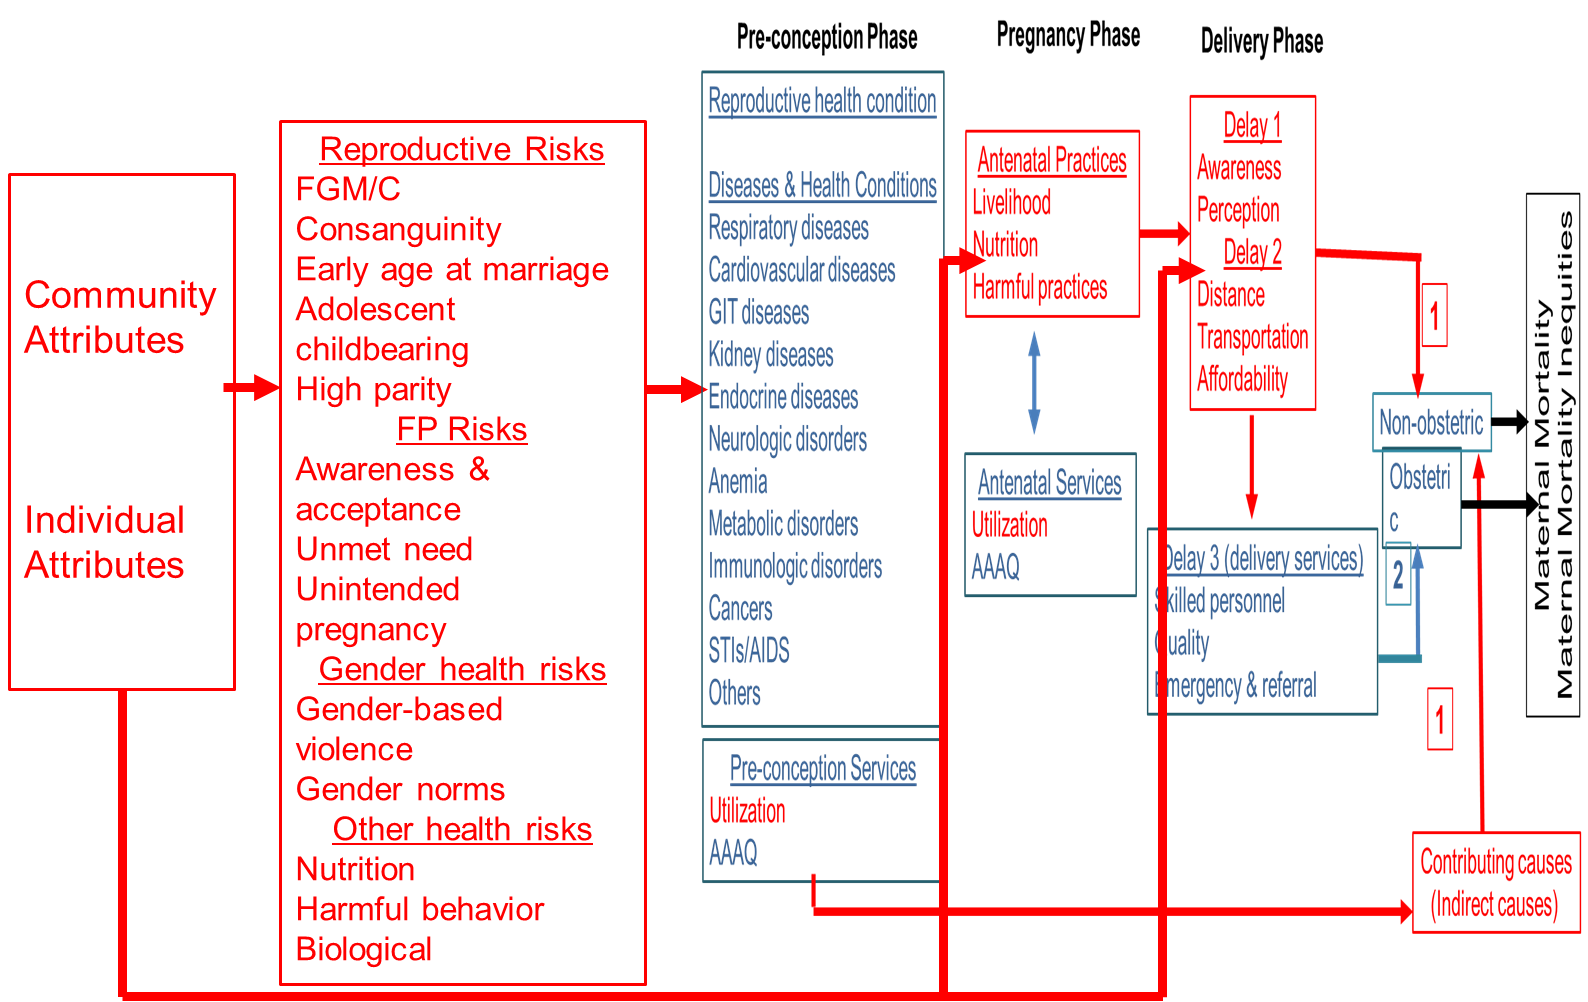 Pre-conception Phase
Pregnancy Phase
Delivery Phase
Community
Attributes
Individual
Attributes
Reproductive Risks
FGM/C
Consanguinity
Early age at marriage
Adolescent
childbearing
High parity
FP Risks
Awareness &
acceptance
Unmet need
Unintended
pregnancy
Gender health risks
Gender-based
violence
Gender norms
Other health risks
Nutrition
Harmful behavior
Biological
Reproductive health condition
Diseases & Health Conditions
Respiratory diseases
Cardiovascular diseases
GIT diseases
Kidney diseases
Endocrine diseases
Neurologic disorders
Anemia
Metabolic disorders
Immunologic disorders
Cancers
STIs/AIDS
Others
Pre-conception Services
Utilization
AAAQ
Antenatal Practices
Livelihood
Nutrition
Harmful practices
Antenatal Services
Utilization
AAAQ
Delay 1
Awareness
Perception
Delay 2
Distance
Transportation
Affordability
Delay 3 (delivery services)
Skilled personnel
Quality
Emergency & referral
1
Non-obstetric
Obstetri
c
2
1
Contributing causes
(Indirect causes)
Maternal Mortality
Maternal Mortality Inequities